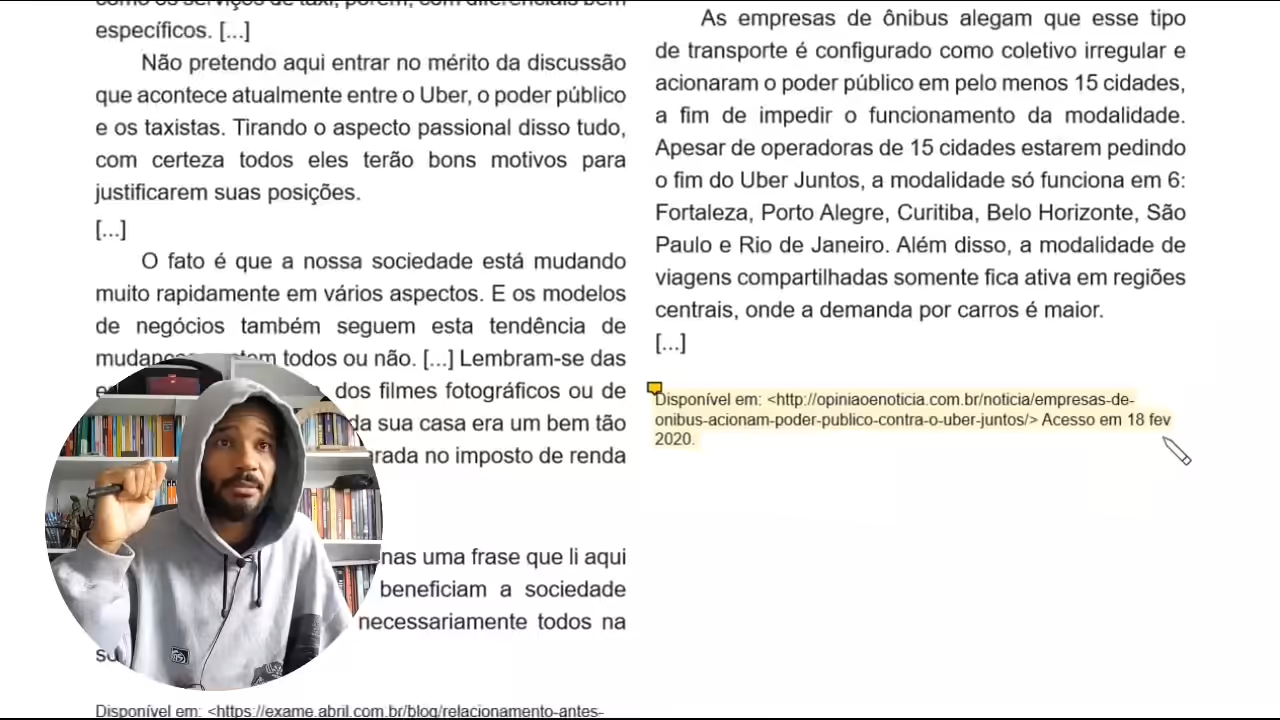 como os serviços de táxi, porém, com diferenciais bem
específicos. [...]
Não pretendo aqui entrar no mérito da discussão
que acontece atualmente entre o Uber, o poder público
e os taxistas. Tirando o aspecto passional disso tudo,
com certeza todos eles terão bons motivos para
justificarem suas posições.
[...]
O fato é que a nossa sociedade está mudando
muito rapidamente em vários aspectos. E os modelos
de negócios também seguem esta tendência de
todos ou não. [...] Lembram-se das
dos filmes fotográficos ou de
da sua casa era um bem tão
no imposto de renda
uma frase que li aqui
beneficiam a sociedade
necessariamente todos na
Disponível em: <https://exame.abril.com.br/blog/relacionamento-antes-
As empresas de ônibus alegam que esse tipo
de transporte é configurado como coletivo irregular e
acionaram o poder público em pelo menos 15 cidades,
a fim de impedir o funcionamento da modalidade.
Apesar de operadoras de 15 cidades estarem pedindo
o fim do Uber Juntos, a modalidade só funciona em 6:
Fortaleza, Porto Alegre, Curitiba, Belo Horizonte, São
Paulo e Rio de Janeiro. Além disso, a modalidade de
viagens compartilhadas somente fica ativa em regiões
centrais, onde a demanda por carros é maior.
[...]
Disponível em: <http://opiniaoenoticia.com.br/noticia/empresas-de-
onibus-acionam-poder-publico-contra-o-uber-juntos/> Acesso em 18 fev
2020.